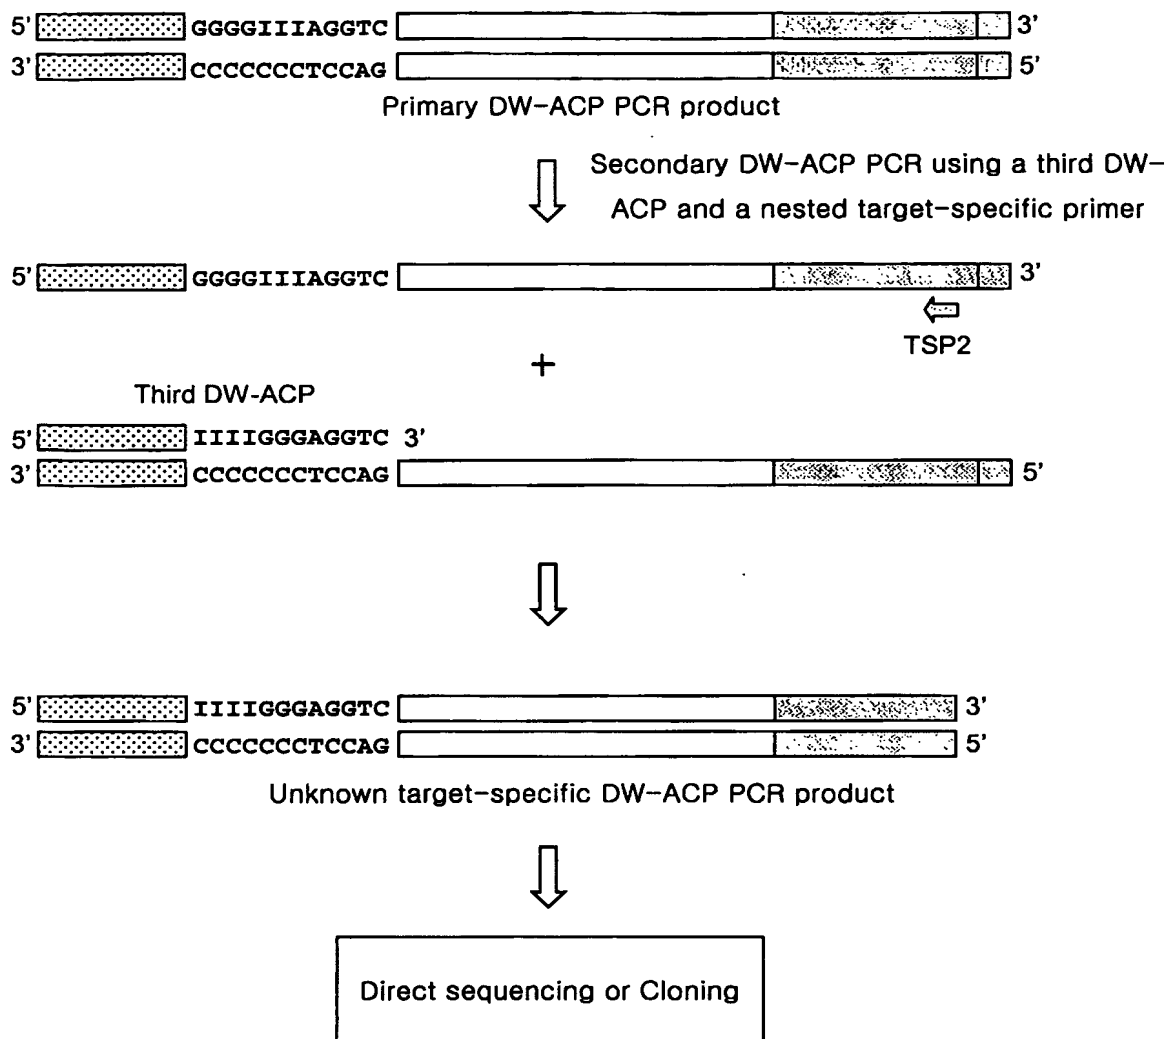 5' GGGGIIIAGGTC 3'
3' CCCCCCCTCCAG 5'
Primary DW-ACP PCR product
Secondary DW-ACP PCR using a third DW-
ACP and a nested target-specific primer
5' GGGGIIIAGGTC 3'
TSP2
+
Third DW-ACP
5' IIIIGGGAGGTC 3'
3' CCCCCCCTCCAG 5'
5' IIIIGGGAGGTC 3'
3' CCCCCCCTCCAG 5'
Unknown target-specific DW-ACP PCR product
Direct sequencing or Cloning